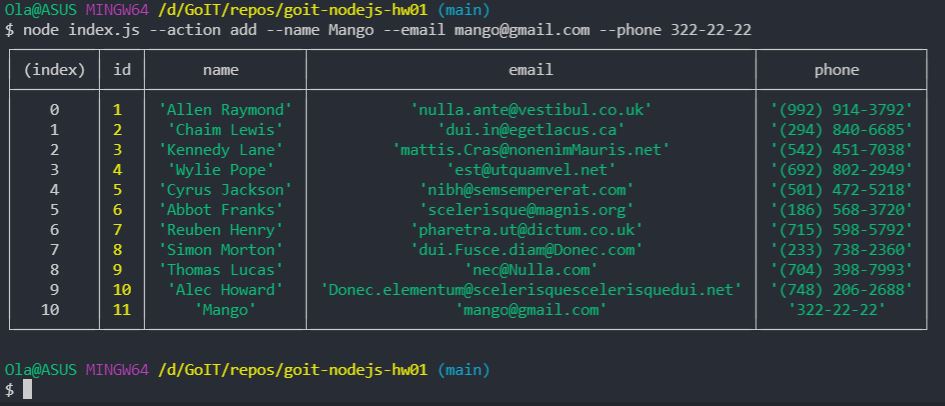 Ola@ASUS MINGW64 /d/GoIT/repos/goit-nodejs-hw01 (main)
$ node index.js --action add --name Mango --email mango@gmail.com --phone 322-22-22
(index) id name email phone
0 1 'Allen Raymond' 'nulla.ante@vestibul.co.uk' '(992) 914-3792'
1 2 'Chaim Lewis' 'dui.in@egetlacus.ca' '(294) 840-6685'
2 3 'Kennedy Lane' 'mattis.Cras@nonenimMauris.net' '(542) 451-7038'
3 4 'Wylie Pope' 'est@utquamvel.net' '(692) 802-2949'
4 5 'Cyrus Jackson' 'nibh@semsempererat.com' '(501) 472-5218'
5 6 'Abbot Franks' 'scelerisque@magnis.org' '(186) 568-3720'
6 7 'Reuben Henry' 'pharetra.ut@dictum.co.uk' '(715) 598-5792'
7 8 'Simon Morton' 'dui.Fusce.diam@Donec.com' '(233) 738-2360'
8 9 'Thomas Lucas' 'nec@Nulla.com' '(704) 398-7993'
9 10 'Alec Howard' 'Donec.elementum@scelerisquescelerisquedui.net' '(748) 206-2688'
10 11 'Mango' 'mango@gmail.com' '322-22-22'
Ola@ASUS MINGW64 /d/GoIT/repos/goit-nodejs-hw01 (main)
$